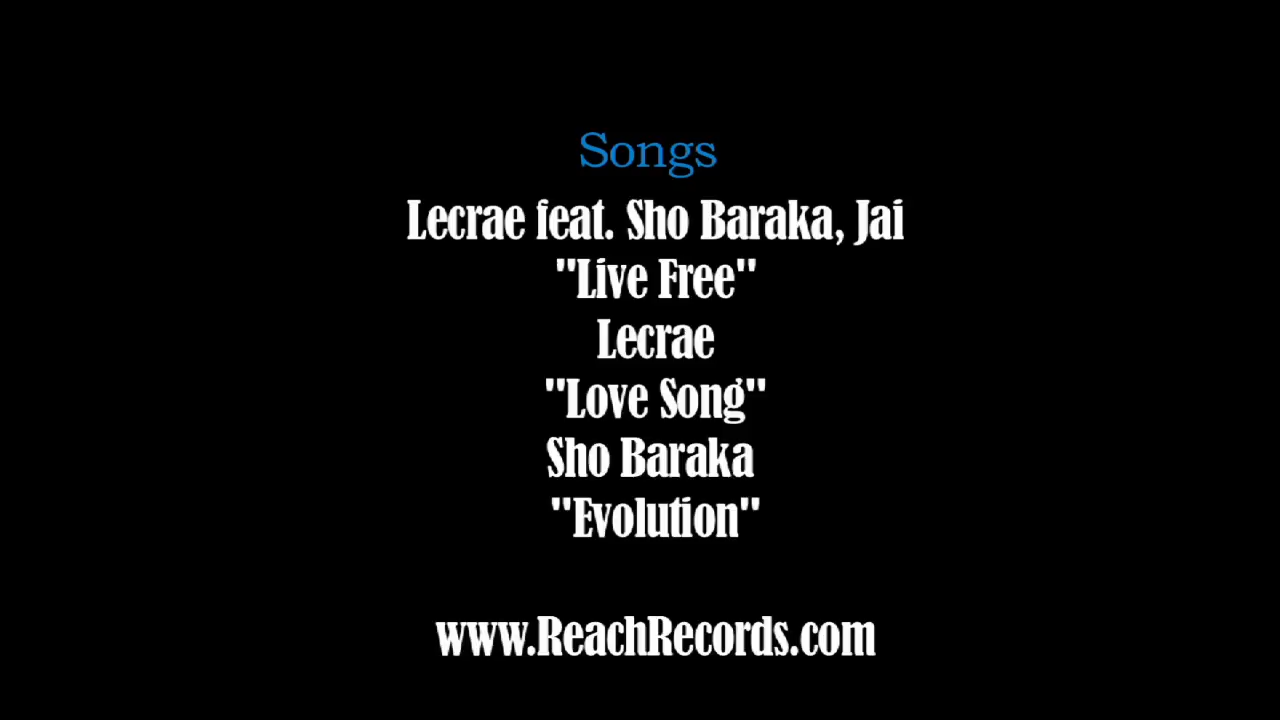 Songs
Lecrae feat. Sho Baraka, Jai
"Live Free"
Lecrae
"Love Song"
Sho Baraka
"Evolution"
www.ReachRecords.com